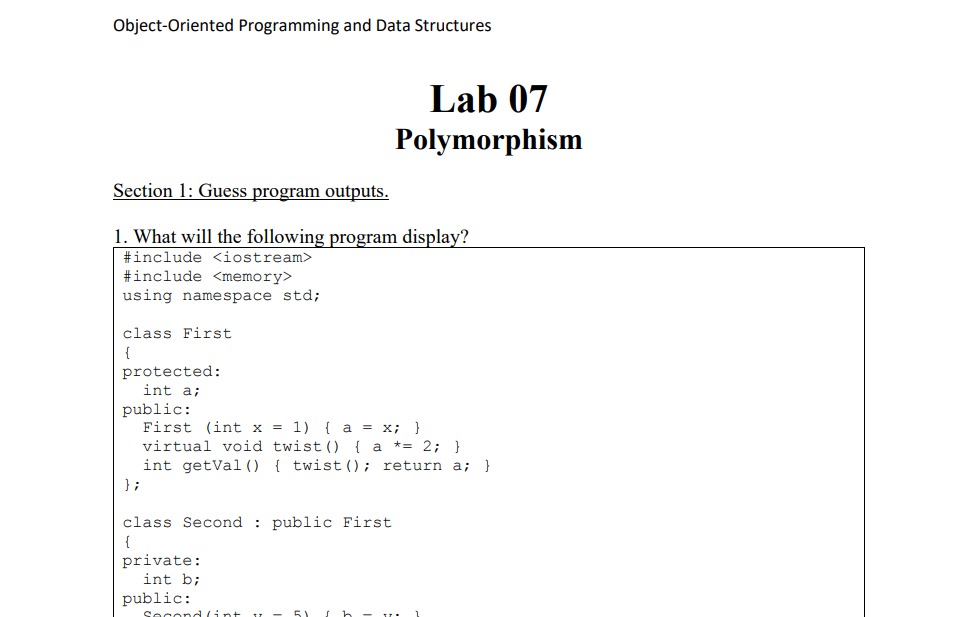 Object-Oriented Programming and Data Structures
Lab 07
Polymorphism
Section 1: Guess program outputs.
1. What will the following program display?
#include <iostream>
#include <memory>
using namespace std;
class First
{
protected:
int a;
public:
First (int x = 1) { a = x; }
virtual void twist() { a *= 2; }
int getVal() { twist(); return a; }
};
class Second : public First
{
private:
int b;
public: